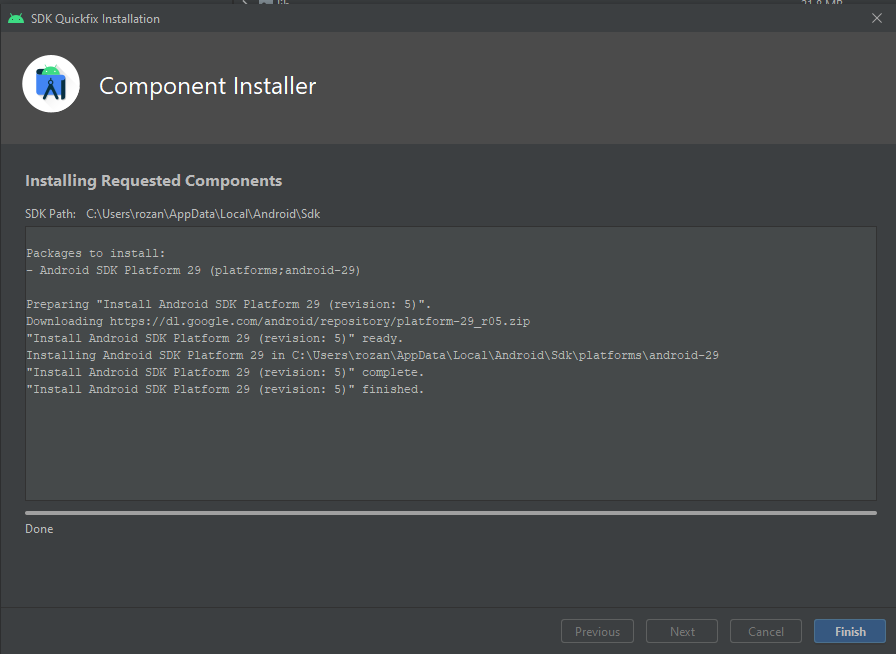 SDK Quickfix Installation
Component Installer
Installing Requested Components
SDK Path: C:\Users\rozan\AppData\Local\Android\Sdk
Packages to install:
- Android SDK Platform 29 (platforms;android-29)
Preparing "Install Android SDK Platform 29 (revision: 5)".
Downloading https://dl.google.com/android/repository/platform-29_r05.zip
"Install Android SDK Platform 29 (revision: 5)" ready.
Installing Android SDK Platform 29 in C:\Users\rozan\AppData\Local\Android\Sdk\platforms\android-29
"Install Android SDK Platform 29 (revision: 5)" complete.
"Install Android SDK Platform 29 (revision: 5)" finished.
Done
Previous Next Cancel Finish